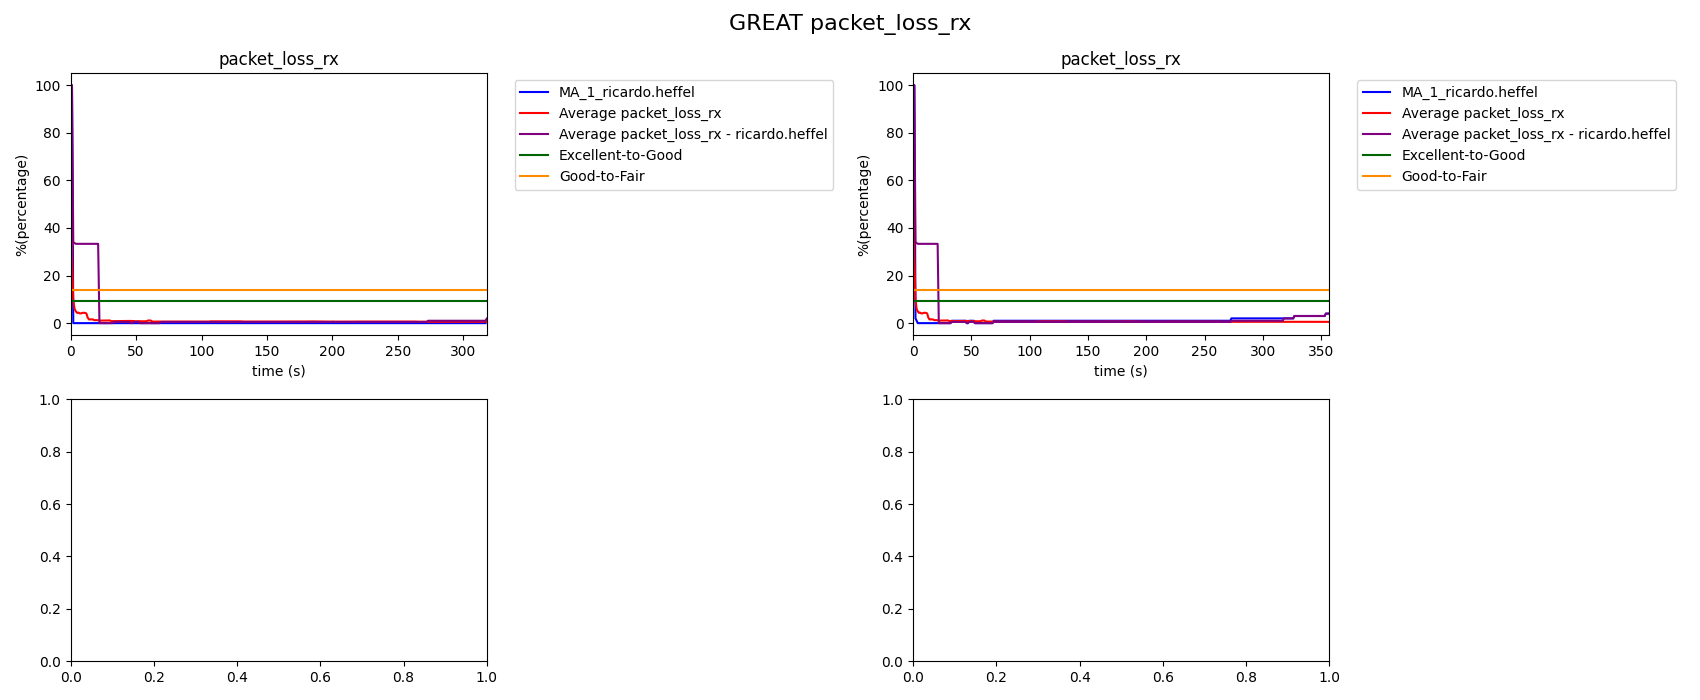 GREAT packet_loss_rx
packet_loss_rx
100
80
60
40
20
0
%(percentage)
0 50 100 150 200 250 300
time (s)
MA_1_ricardo.heffel
Average packet_loss_rx
Average packet_loss_rx - ricardo.heffel
Excellent-to-Good
Good-to-Fair
packet_loss_rx
100
80
60
40
20
0
%(percentage)
0 50 100 150 200 250 300 350
time (s)
MA_1_ricardo.heffel
Average packet_loss_rx
Average packet_loss_rx - ricardo.heffel
Excellent-to-Good
Good-to-Fair
1.0
0.8
0.6
0.4
0.2
0.0
0.0 0.2 0.4 0.6 0.8 1.0
1.0
0.8
0.6
0.4
0.2
0.0
0.0 0.2 0.4 0.6 0.8 1.0